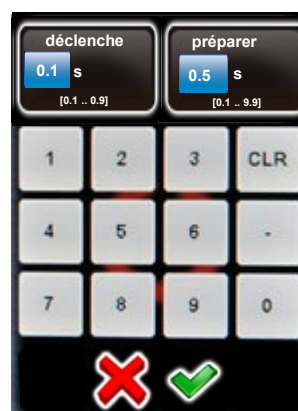 déclenche préparer
0.1 s 0.5 s
[0.1 .. 0.9] [0.1 .. 9.9]
1 2 3 CLR
4 5 6 -
7 8 9 0